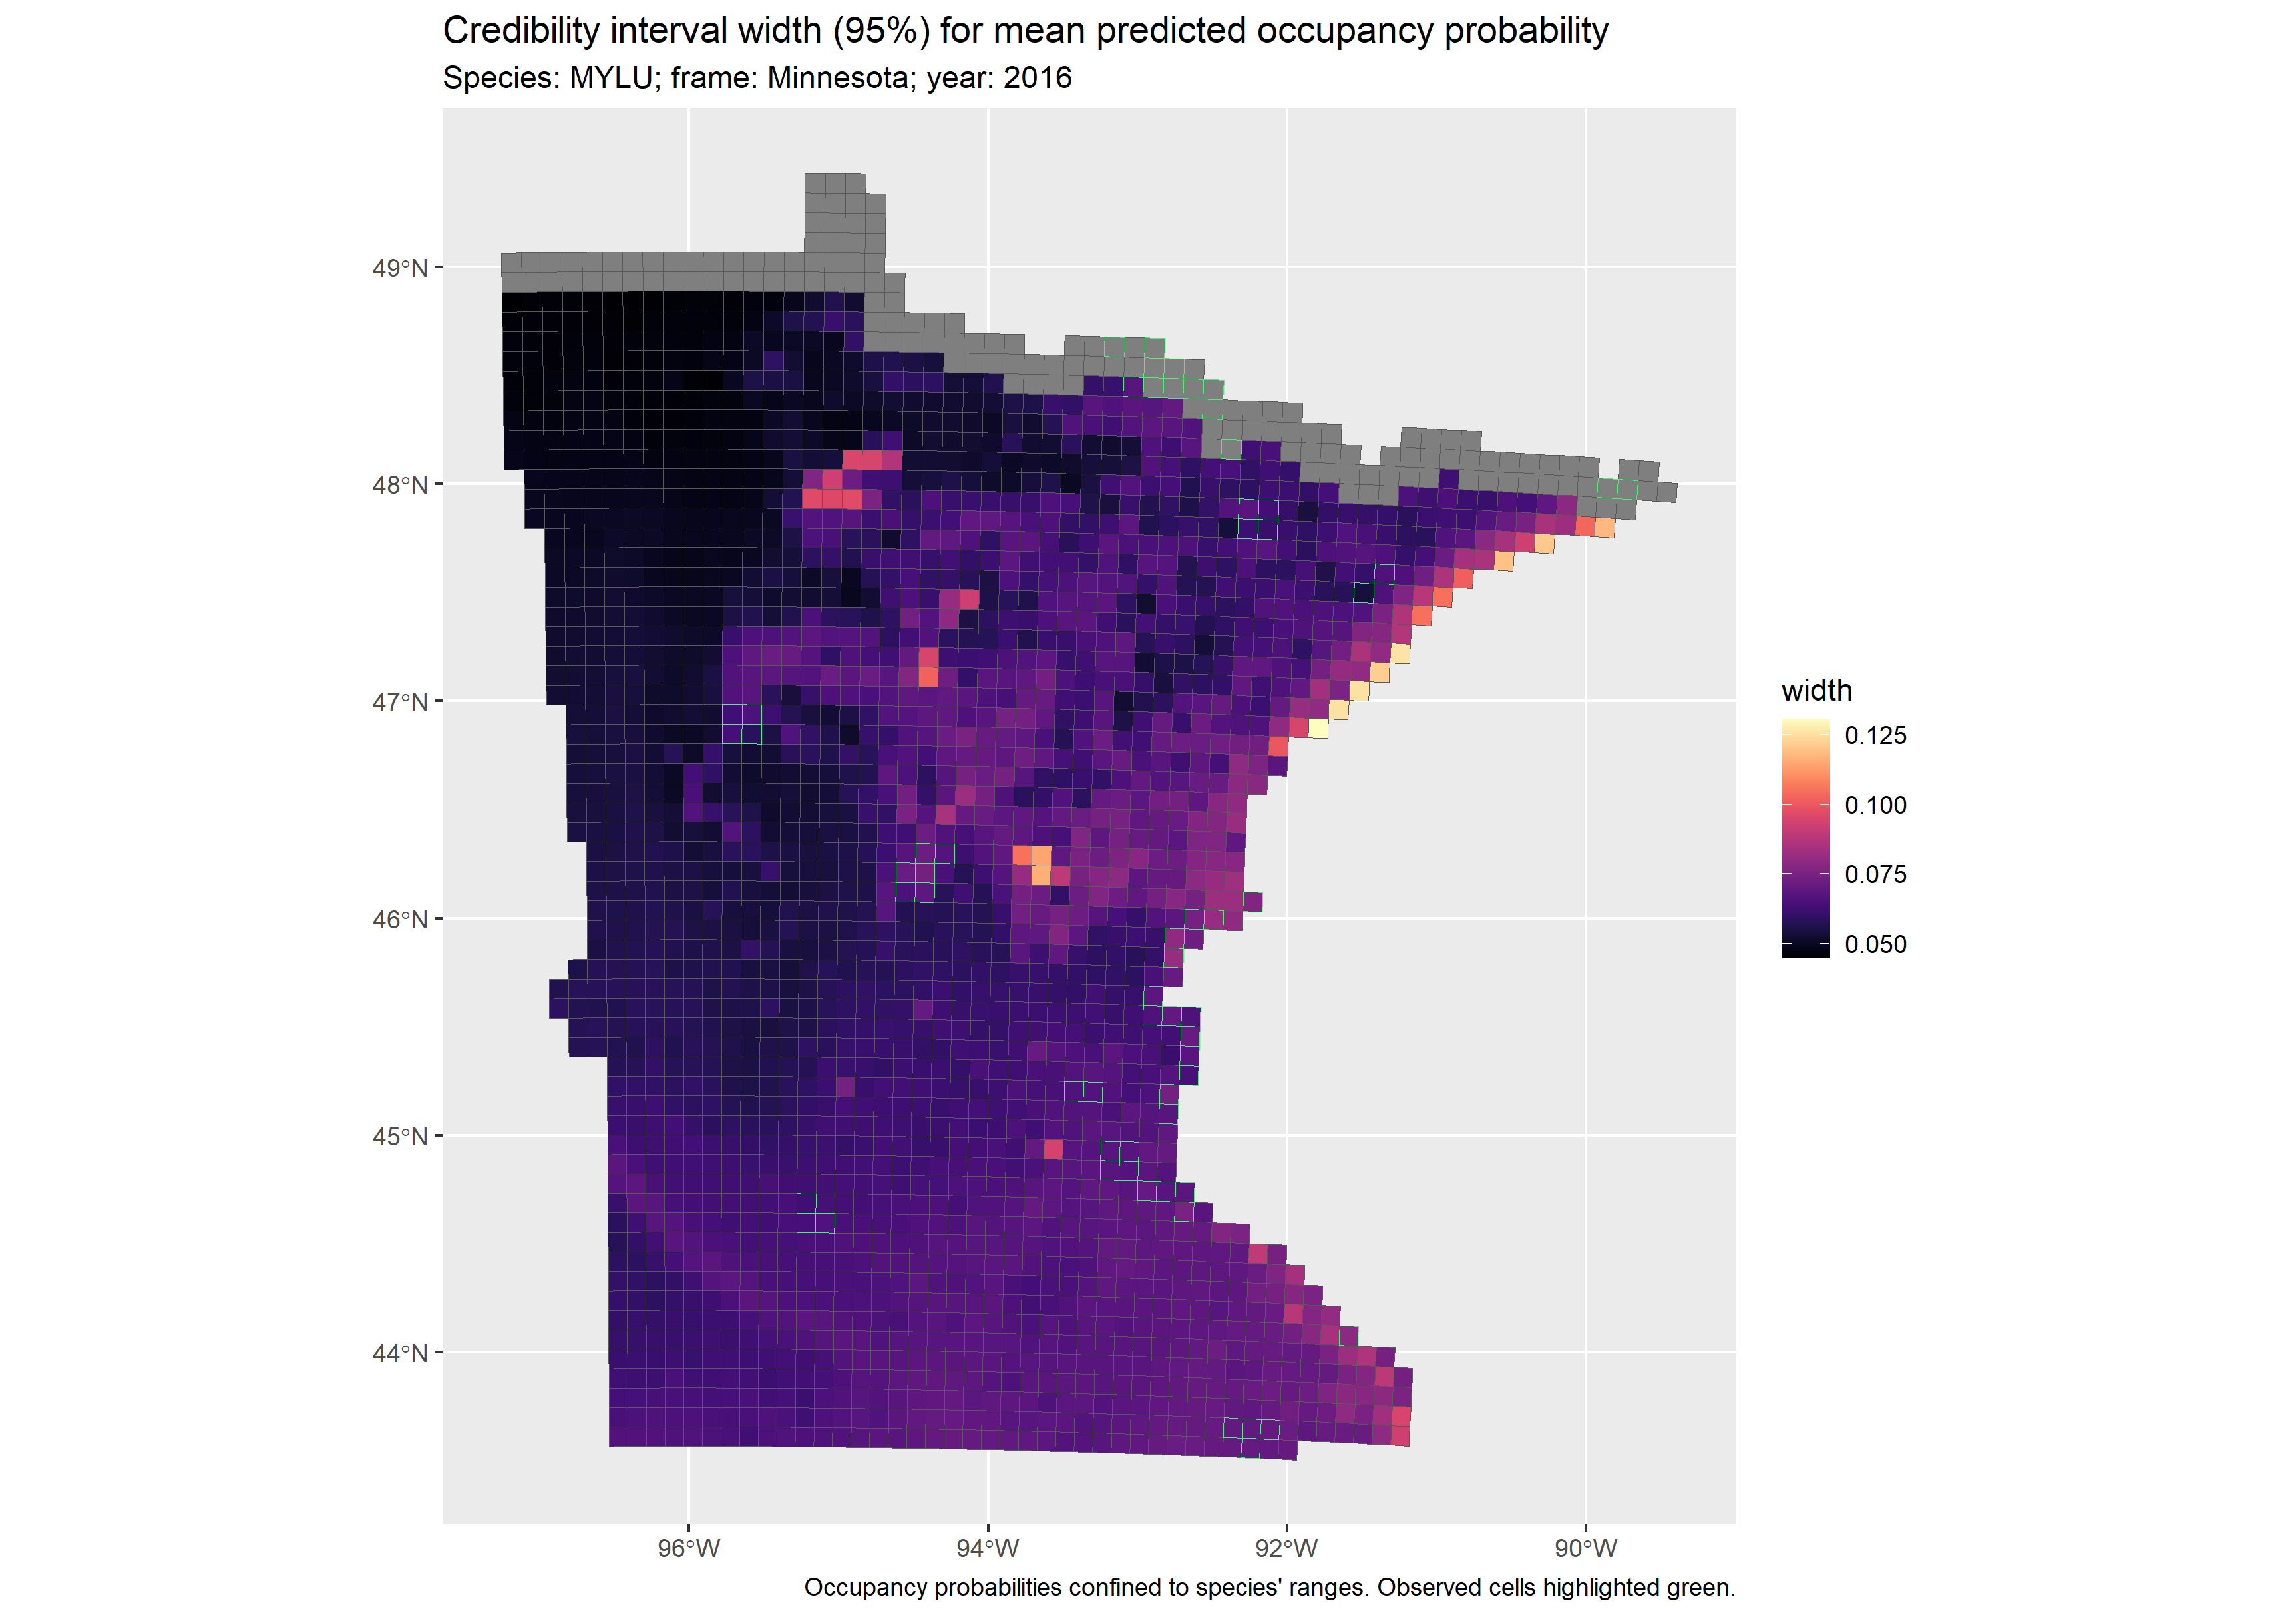 Credibility interval width (95%) for mean predicted occupancy probability
Species: MYLU; frame: Minnesota; year: 2016
49°N
48°N
47°N
46°N
45°N
44°N
96°W
94°W
92°W
90°W
width
0.125
0.100
0.075
0.050
Occupancy probabilities confined to species' ranges. Observed cells highlighted green.